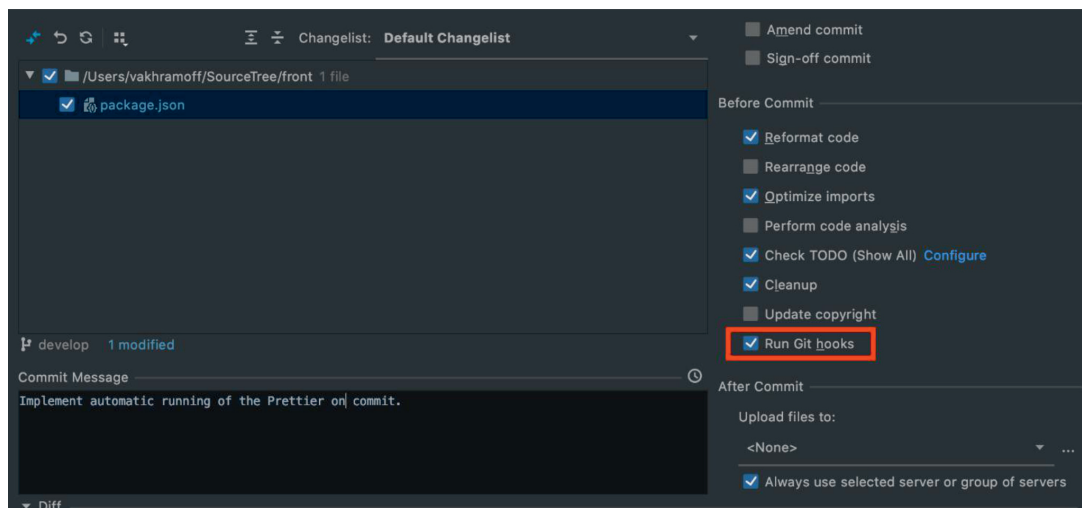 Changelist: Default Changelist
/Users/vakhramoff/SourceTree/front 1 file
package.json
develop 1 modified
Commit Message
Implement automatic running of the Prettier on commit.
Diff
Amend commit
Sign-off commit
Before Commit
Reformat code
Rearrange code
Optimize imports
Perform code analysis
Check TODO (Show All) Configure
Cleanup
Update copyright
Run Git hooks
After Commit
Upload files to:
<None>
...
Always use selected server or group of servers